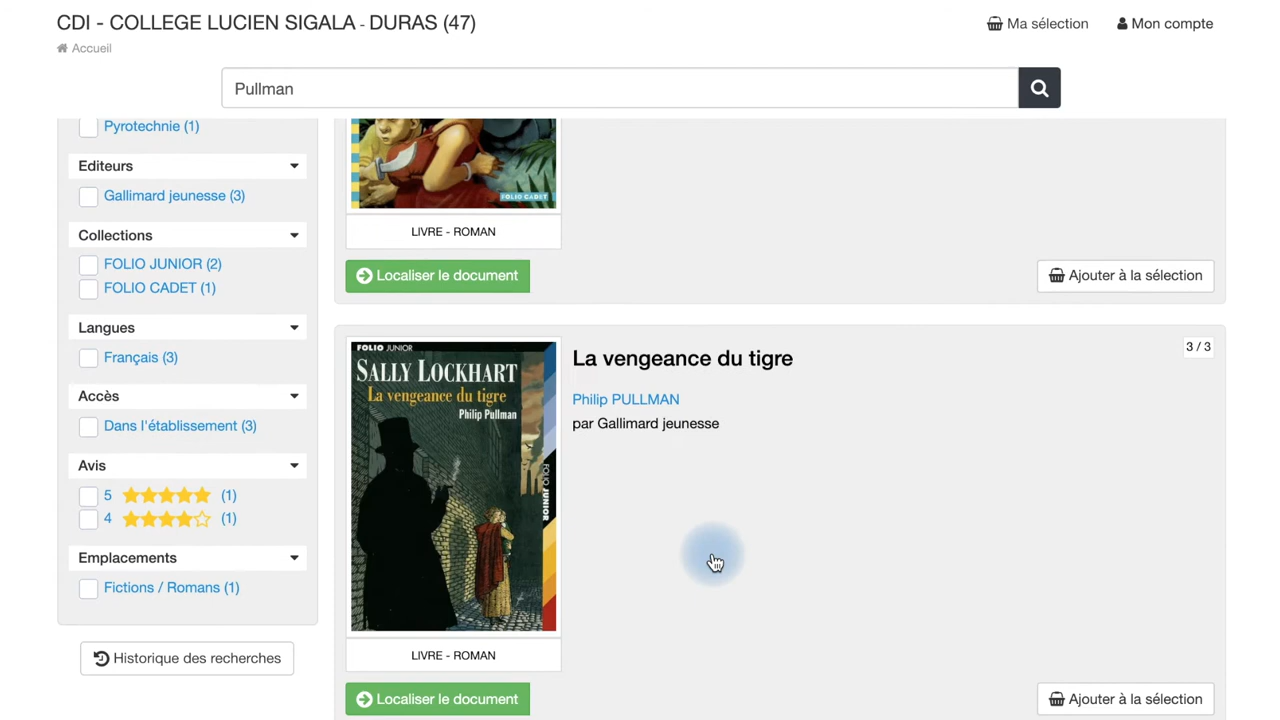 CDI - COLLEGE LUCIEN SIGALA - DURAS (47)
Ma sélection
Mon compte
Accueil
Pullman
Pyrotechnie (1)
Editeurs
Gallimard jeunesse (3)
Collections
FOLIO JUNIOR (2)
FOLIO CADET (1)
Langues
Français (3)
Accès
Dans l'établissement (3)
Avis
5 (1)
4 (1)
Emplacements
Fictions / Romans (1)
Historique des recherches
FOLIO CADET
LIVRE - ROMAN
Localiser le document
Ajouter à la sélection
FOLIO JUNIOR
SALLY LOCKHART
La vengeance du tigre
Philip Pullman
FOLIO JUNIOR
La vengeance du tigre
3 / 3
Philip PULLMAN
par Gallimard jeunesse
LIVRE - ROMAN
Localiser le document
Ajouter à la sélection